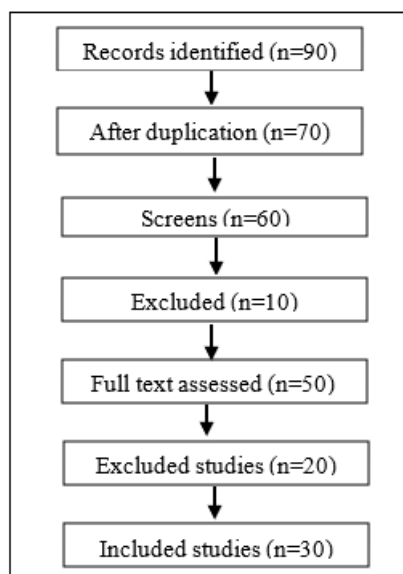 Records identified (n=90)
After duplication (n=70)
Screens (n=60)
Excluded (n=10)
Full text assessed (n=50)
Excluded studies (n=20)
Included studies (n=30)